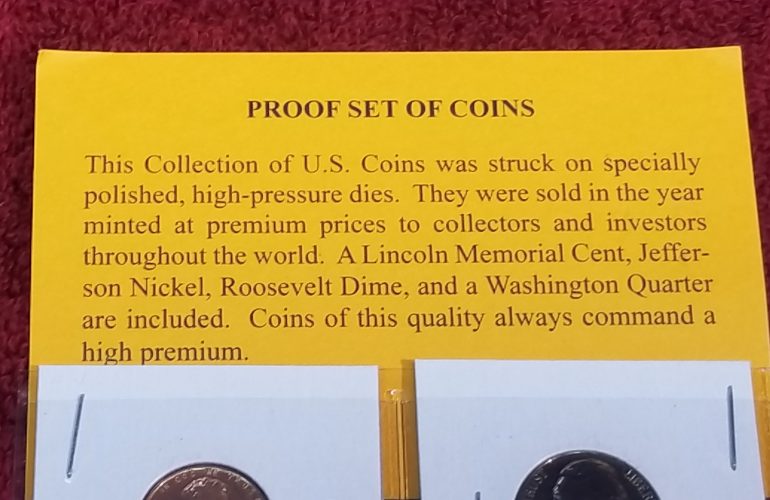 PROOF SET OF COINS
This Collection of U.S. Coins was struck on specially
polished, high-pressure dies. They were sold in the year
minted at premium prices to collectors and investors
throughout the world. A Lincoln Memorial Cent, Jeffer-
son Nickel, Roosevelt Dime, and a Washington Quarter
are included. Coins of this quality always command a
high premium.